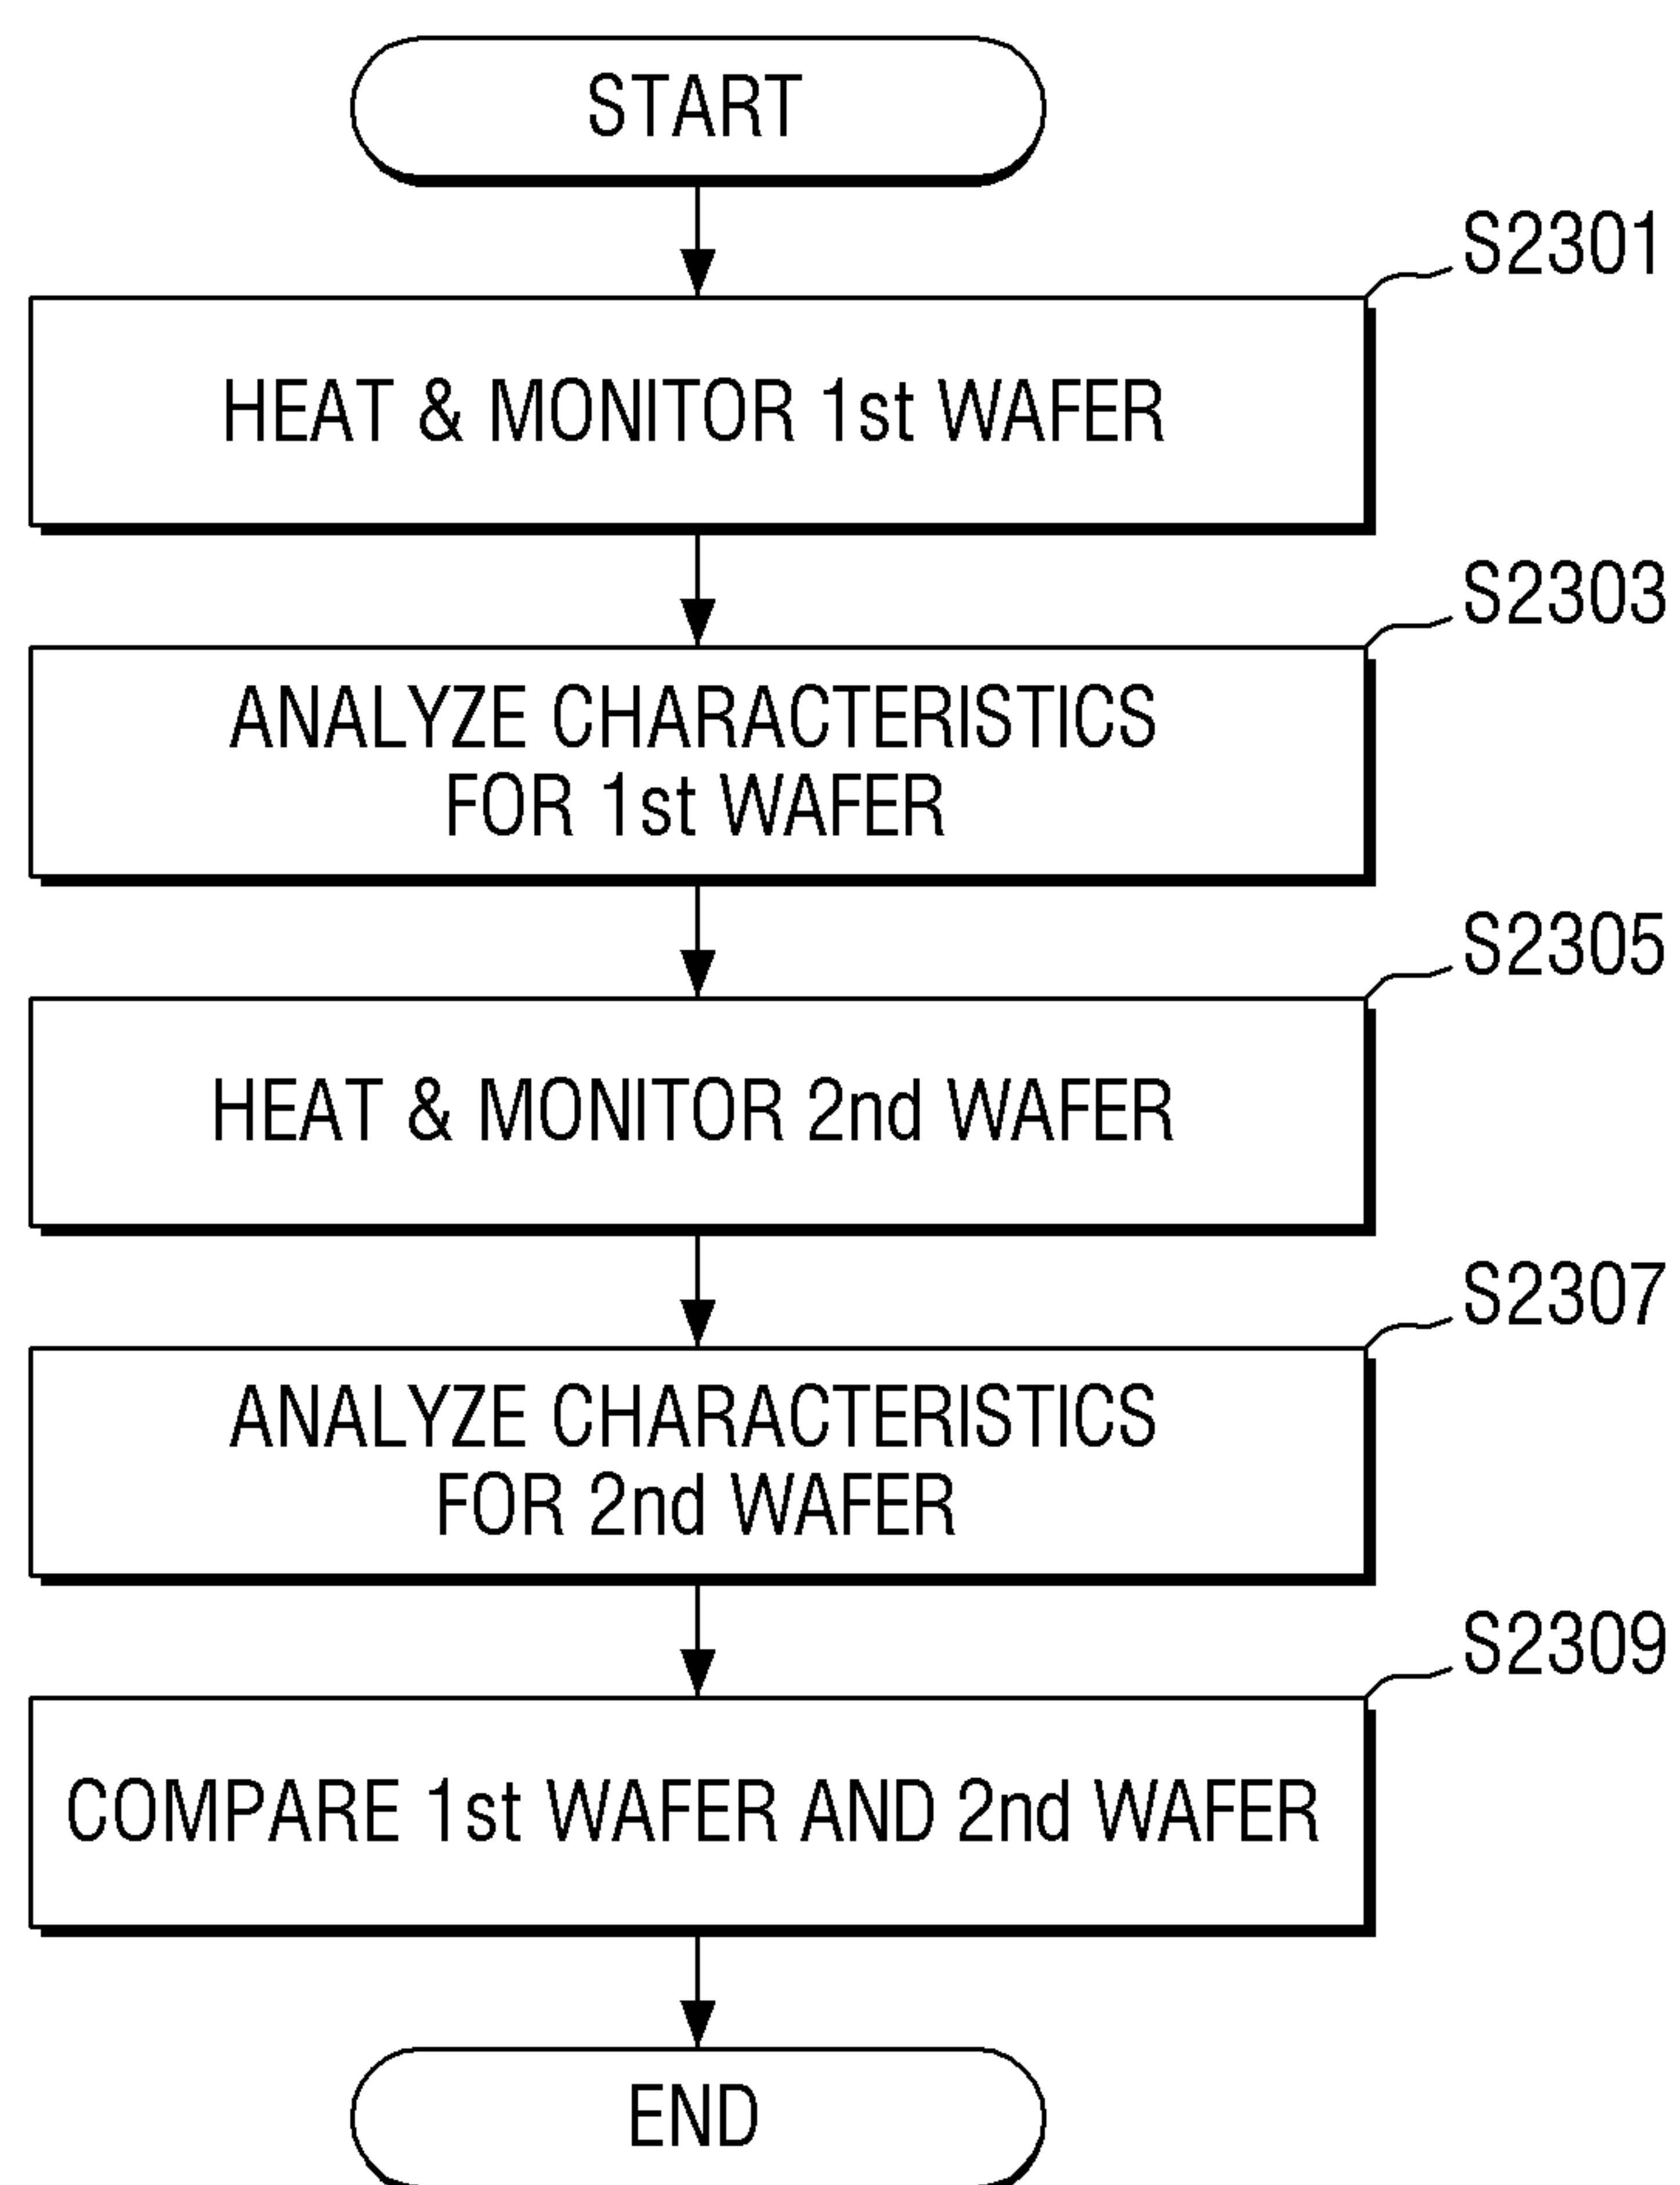 START
S2301
HEAT & MONITOR 1st WAFER
S2303
ANALYZE CHARACTERISTICS
FOR 1st WAFER
S2305
HEAT & MONITOR 2nd WAFER
S2307
ANALYZE CHARACTERISTICS
FOR 2nd WAFER
S2309
COMPARE 1st WAFER AND 2nd WAFER
END